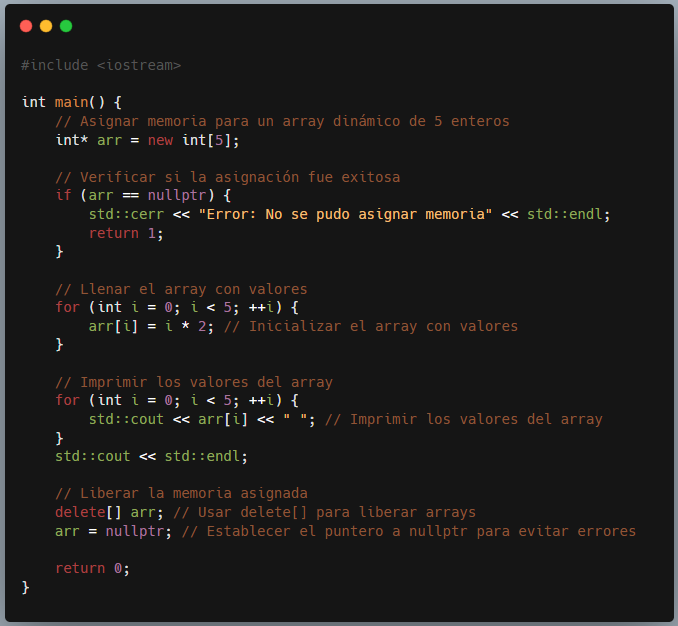 #include <iostream>
int main() {
    // Asignar memoria para un array dinámico de 5 enteros
    int* arr = new int[5];
    // Verificar si la asignación fue exitosa
    if (arr == nullptr) {
        std::cerr << "Error: No se pudo asignar memoria" << std::endl;
        return 1;
    }
    // Llenar el array con valores
    for (int i = 0; i < 5; ++i) {
        arr[i] = i * 2; // Inicializar el array con valores
    }
    // Imprimir los valores del array
    for (int i = 0; i < 5; ++i) {
        std::cout << arr[i] << " "; // Imprimir los valores del array
    }
    std::cout << std::endl;
    // Liberar la memoria asignada
    delete[] arr; // Usar delete[] para liberar arrays
    arr = nullptr; // Establecer el puntero a nullptr para evitar errores
    return 0;
}